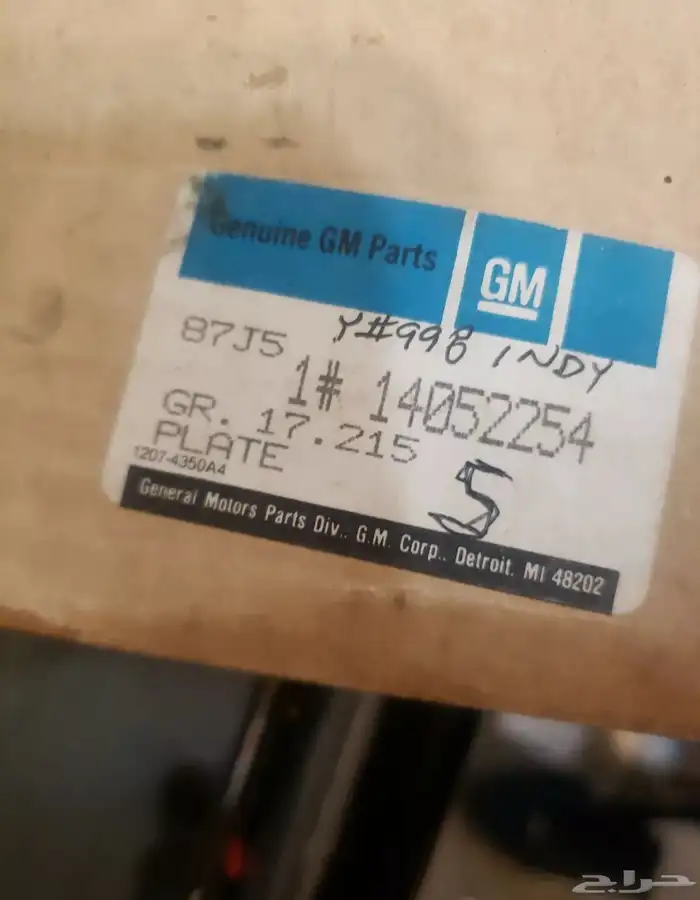 Genuine GM Parts
GM
87J5 Y#998 INDY
1# 14052254
GR. 17.215
PLATE
1207-4350A4
5
General Motors Parts Div., G.M. Corp., Detroit, MI 48202
حراج